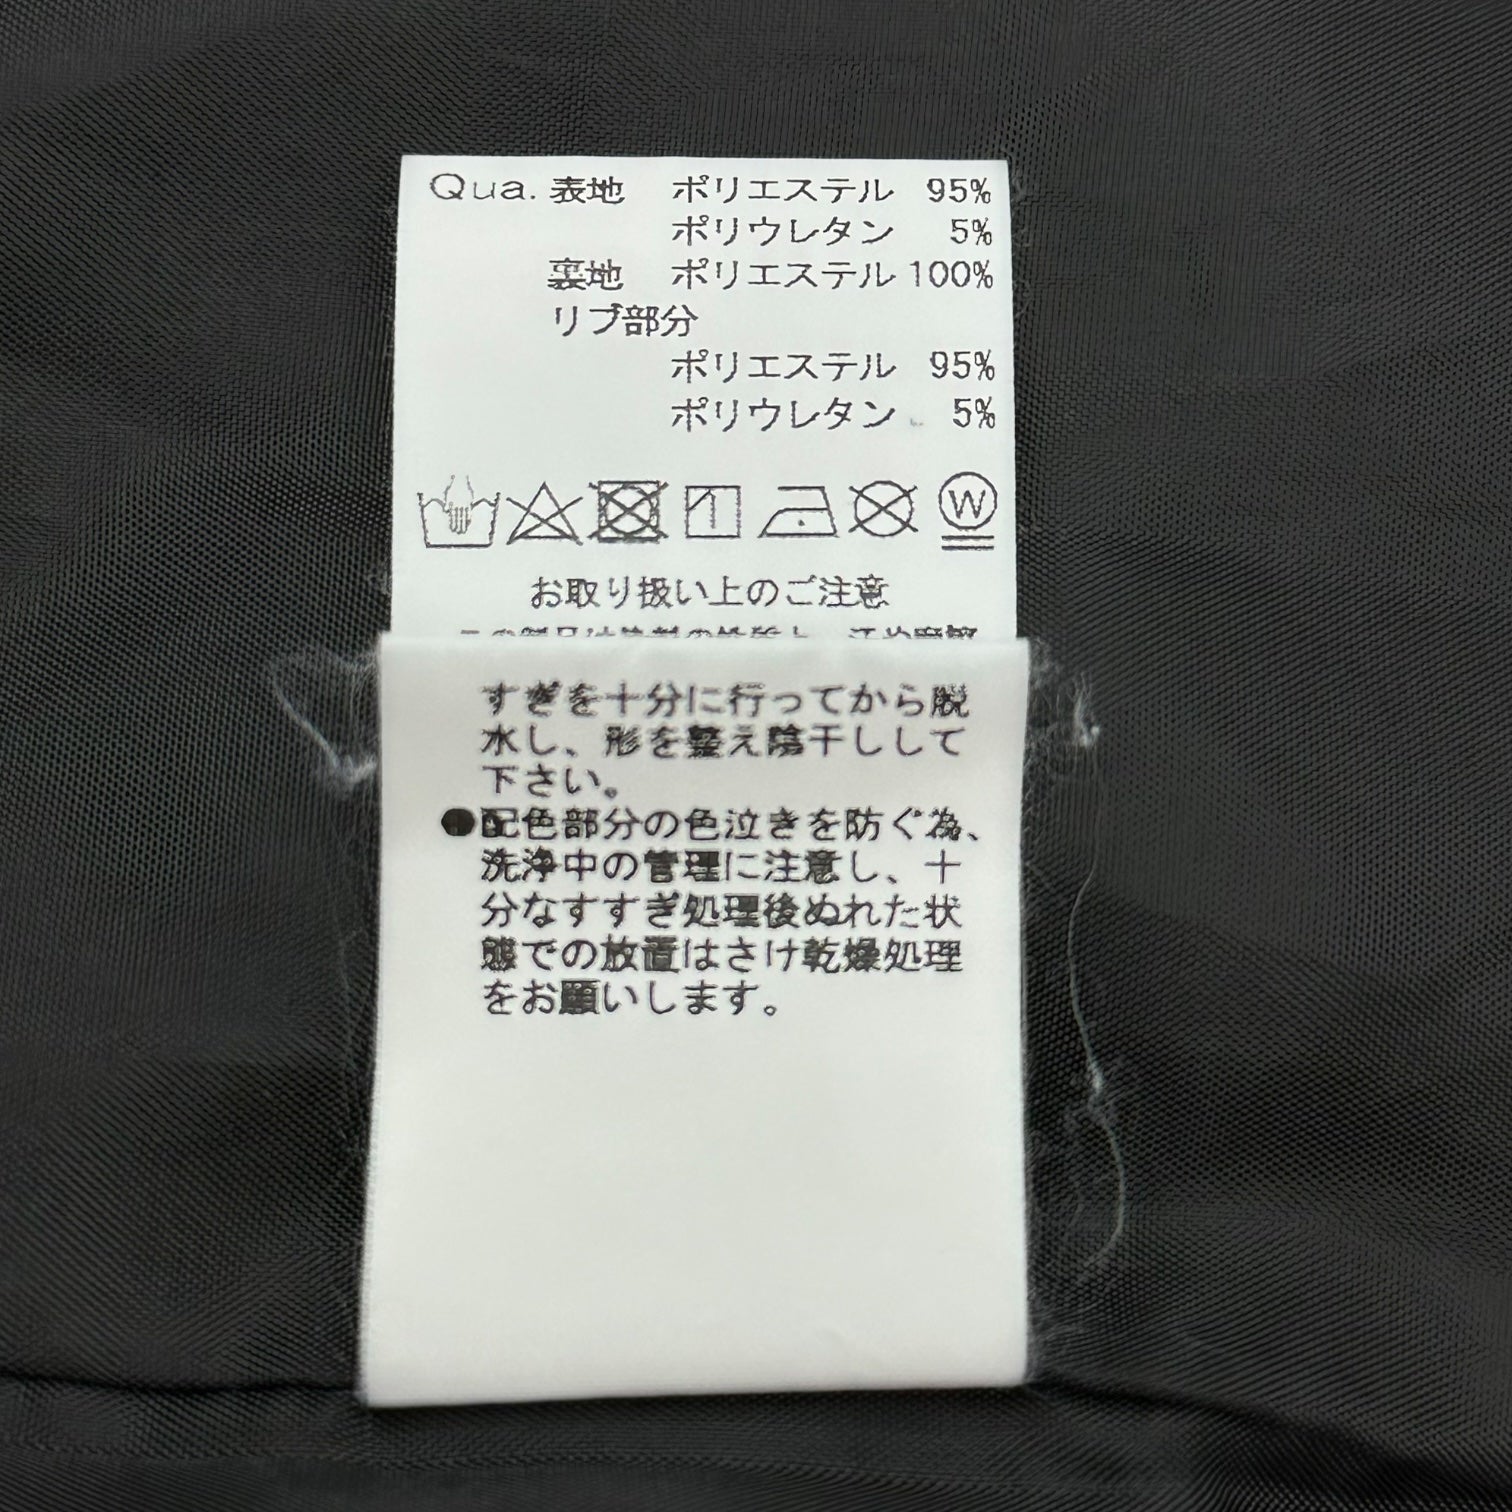 Qua. 表地 ポリエステル 95%
ポリウレタン 5%
裏地 ポリエステル 100%
リブ部分
ポリエステル 95%
ポリウレタン 5%
W
お取り扱い上のご注意
すぎを十分に行ってから脱
水し、形を整え陰干しして
下さい。
●配色部分の色泣きを防ぐ為、
洗浄中の管理に注意し、十
分なすすぎ処理後ぬれた状
態での放置はさけ乾燥処理
をお願いします。